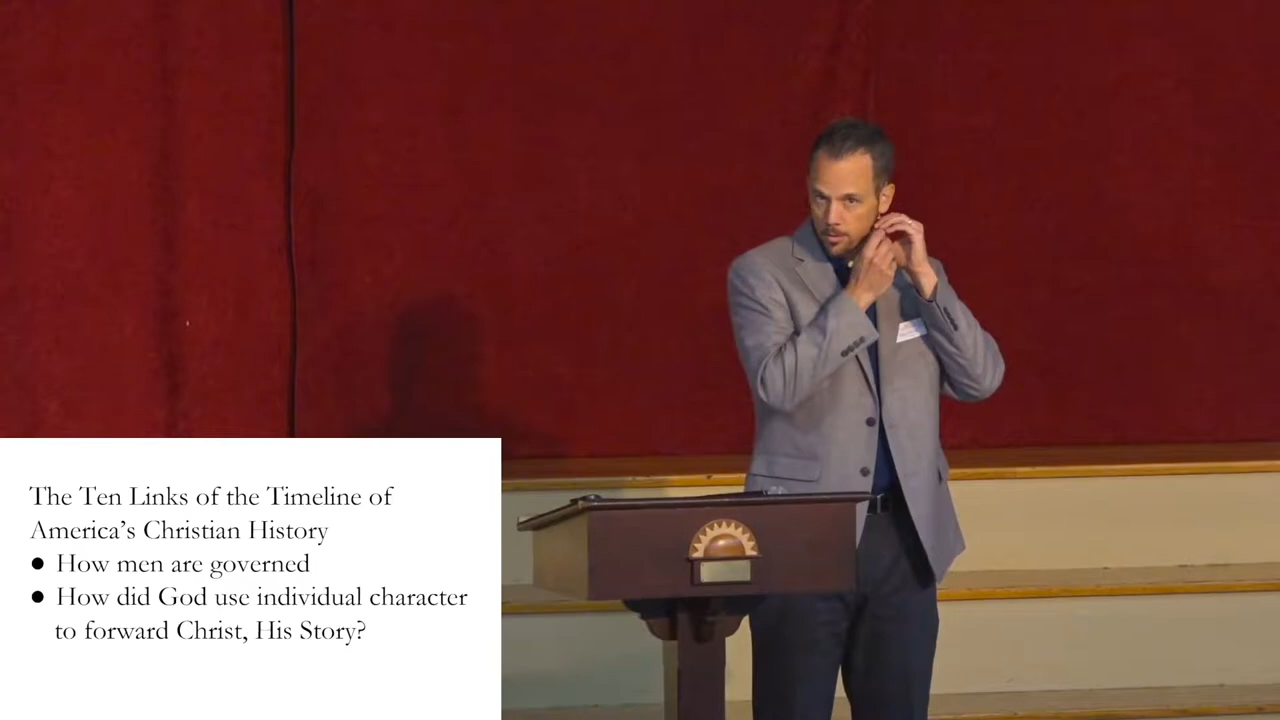 The Ten Links of the Timeline of
America's Christian History
● How men are governed
● How did God use individual character
to forward Christ, His Story?